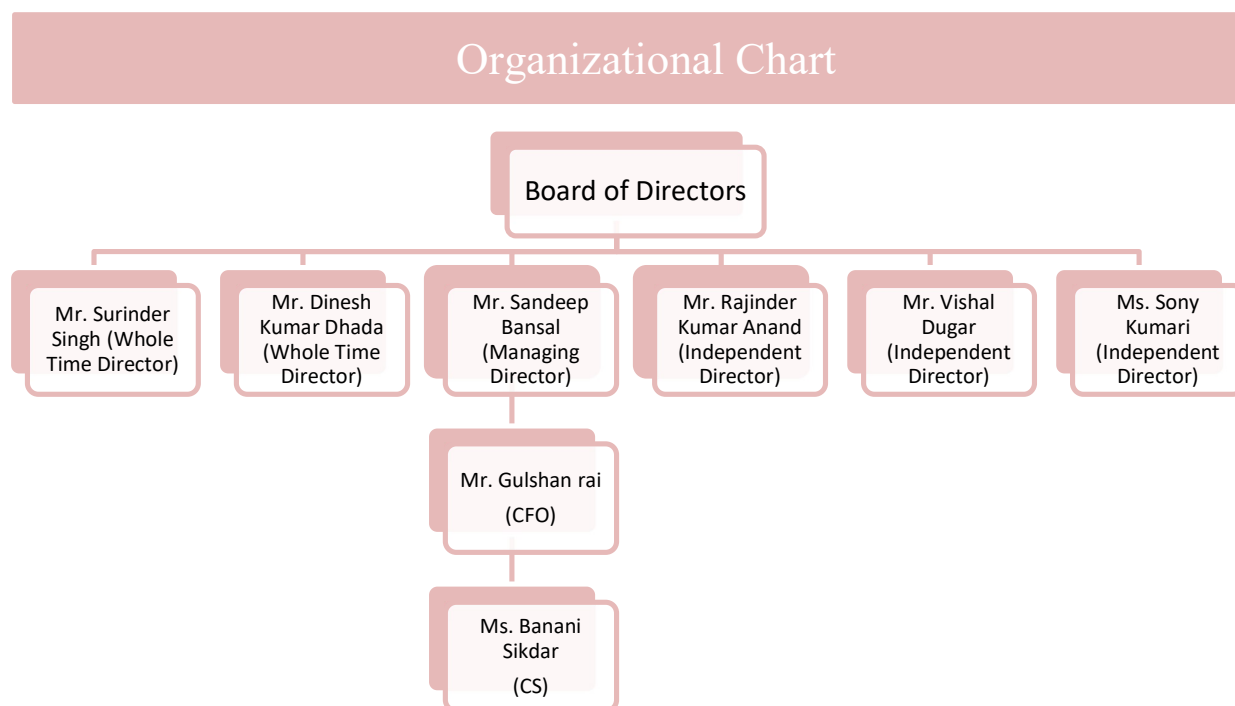 Organizational Chart
Board of Directors
Mr. Surinder
Singh (Whole
Time Director)
Mr. Dinesh
Kumar Dhada
(Whole Time
Director)
Mr. Sandeep
Bansal
(Managing
Director)
Mr. Rajinder
Kumar Anand
(Independent
Director)
Mr. Vishal
Dugar
(Independent
Director)
Ms. Sony
Kumari
(Independent
Director)
Mr. Gulshan rai
(CFO)
Ms. Banani
Sikdar
(CS)